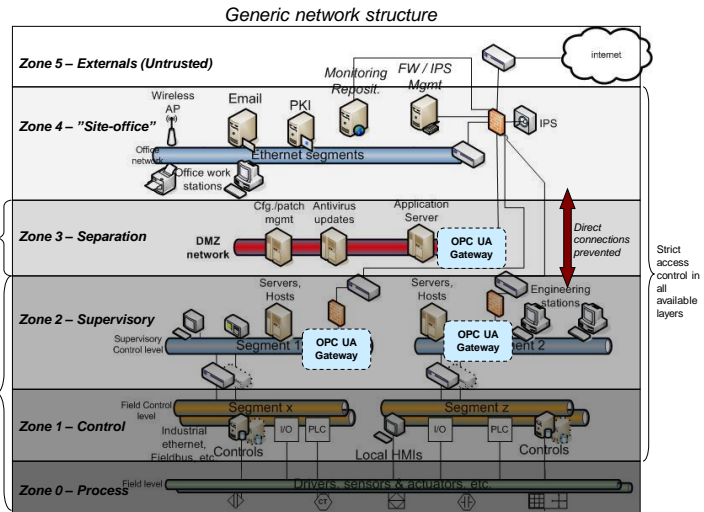 Generic network structure
internet
Zone 5 – Externals (Untrusted)
Monitoring
Reposit.
FW / IPS
Mgmt
Wireless
AP
Email
PKI
IPS
Zone 4 – ”Site-office”
Office
network
Ethernet segments
Office work
stations
Cfg./patch
mgmt
Antivirus
updates
Application
Server
Zone 3 – Separation
DMZ
network
OPC UA
Gateway
Direct
connections
prevented
Strict
access
control in
all
available
layers
Servers,
Hosts
Servers,
Hosts
Engineering
stations
Zone 2 – Supervisory
Supervisory
Control level
Segment 1
OPC UA
Gateway
OPC UA
Gateway
ent 2
Field Control
level
Segment x
Segment z
Zone 1 – Control
Industrial
ethernet,
Fieldbus, etc.
Controls
I/O
PLC
Local HMIs
I/O
PLC
Controls
Zone 0 – Process
Field level
Drivers, sensors & actuators, etc.
CT